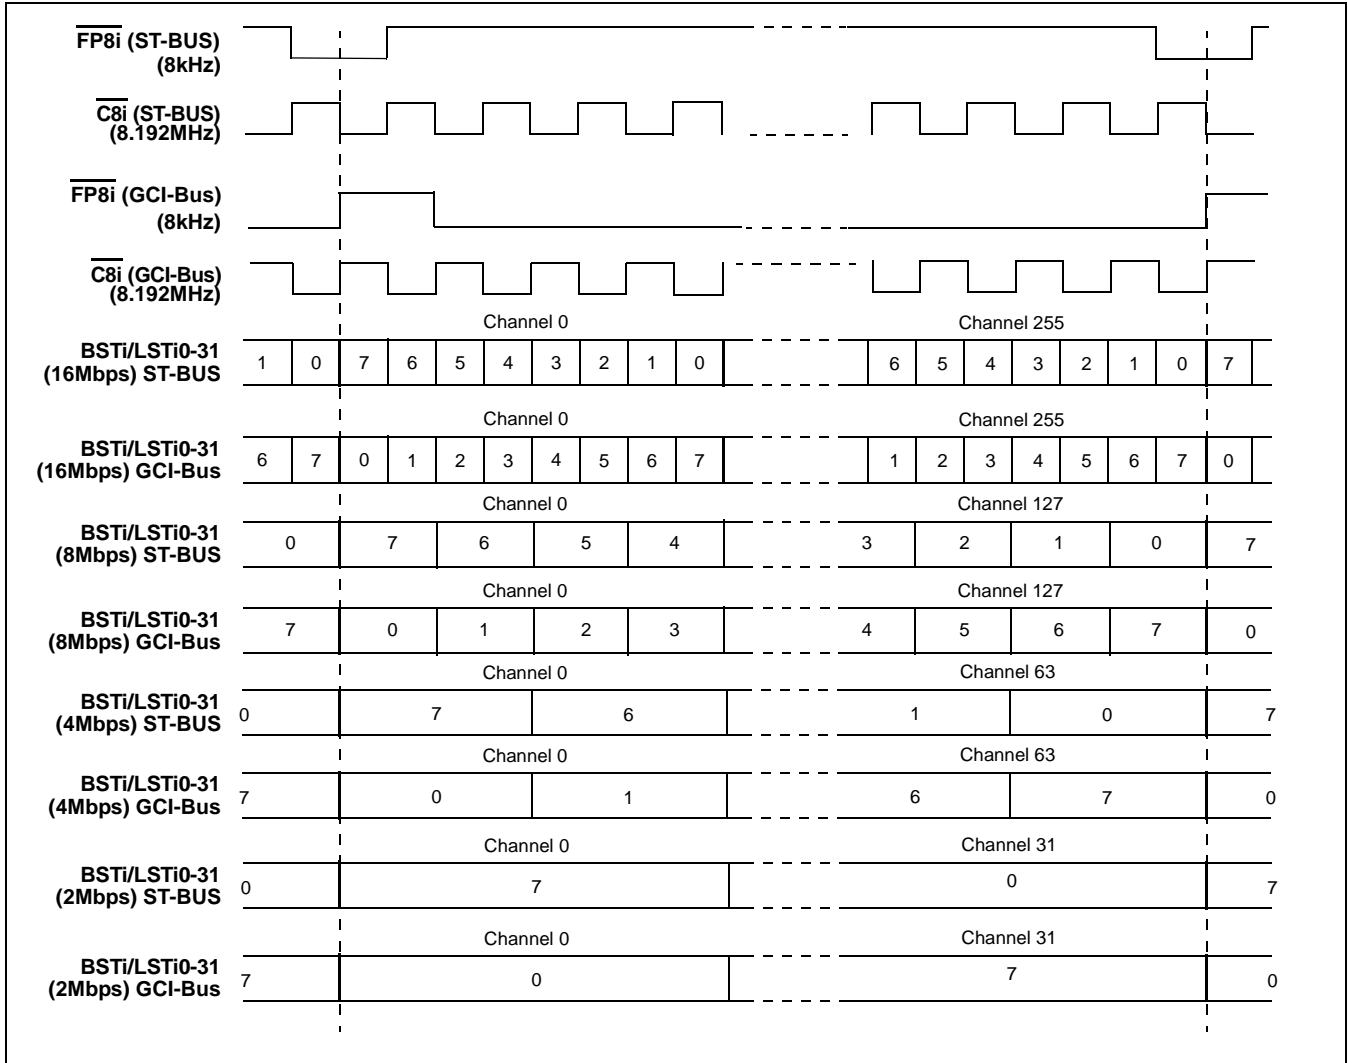 FP8i (ST-BUS)
(8kHz)
C8i (ST-BUS)
(8.192MHz)
FP8i (GCI-Bus)
(8kHz)
C8i (GCI-Bus)
(8.192MHz)
Channel 0 Channel 255
BSTi/LSTi0-31
(16Mbps) ST-BUS
1 0 7 6 5 4 3 2 1 0 6 5 4 3 2 1 0 7
Channel 0 Channel 255
BSTi/LSTi0-31
(16Mbps) GCI-Bus
6 7 0 1 2 3 4 5 6 7 1 2 3 4 5 6 7 0
Channel 0 Channel 127
BSTi/LSTi0-31
(8Mbps) ST-BUS
0 7 6 5 4 3 2 1 0 7
Channel 0 Channel 127
BSTi/LSTi0-31
(8Mbps) GCI-Bus
7 0 1 2 3 4 5 6 7 0
Channel 0 Channel 63
BSTi/LSTi0-31
(4Mbps) ST-BUS
0 7 6 1 0 7
Channel 0 Channel 63
BSTi/LSTi0-31
(4Mbps) GCI-Bus
7 0 1 6 7 0
Channel 0 Channel 31
BSTi/LSTi0-31
(2Mbps) ST-BUS
0 7 0 7
Channel 0 Channel 31
BSTi/LSTi0-31
(2Mbps) GCI-Bus
7 0 7 0